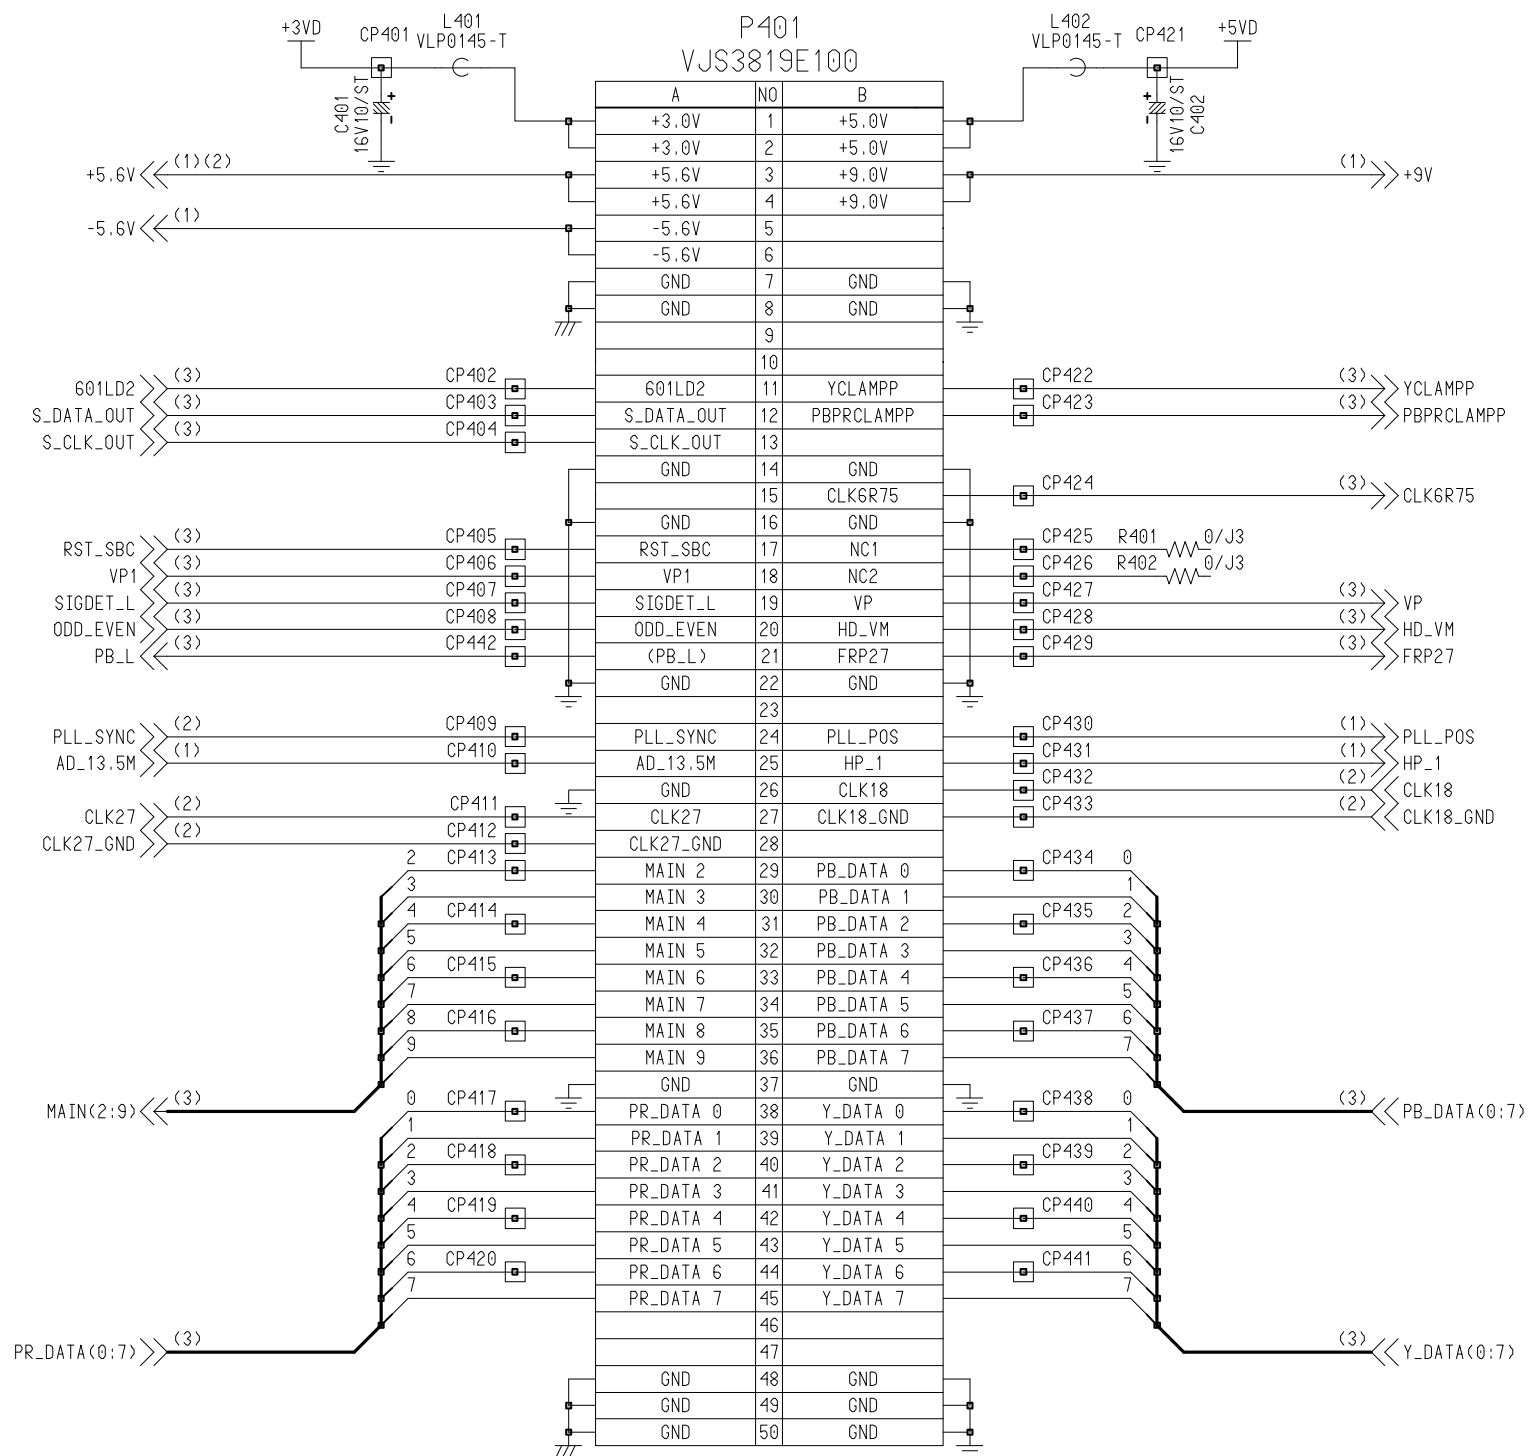 P401
VJS3819E100
+3VD
CP401
L401
VLP0145-T
C401
16V10/ST
+
-
L402
VLP0145-T
CP421
+5VD
+
-
16V10/ST
C402
A NO B
+3.0V 1 +5.0V
+3.0V 2 +5.0V
+5.6V (1)(2) +5.6V 3 +9.0V (1) +9V
+5.6V 4 +9.0V
-5.6V (1) -5.6V 5
-5.6V 6
GND 7 GND
GND 8 GND
9
10
601LD2 (3) CP402 601LD2 11 YCLAMPP CP422 (3) YCLAMPP
S_DATA_OUT (3) CP403 S_DATA_OUT 12 PBPRCLAMPP CP423 (3) PBPRCLAMPP
S_CLK_OUT (3) CP404 S_CLK_OUT 13
GND 14 GND
15 CLK6R75 CP424 (3) CLK6R75
GND 16 GND
RST_SBC (3) CP405 RST_SBC 17 NC1 CP425 R401 0/J3
VP1 (3) CP406 VP1 18 NC2 CP426 R402 0/J3
SIGDET_L (3) CP407 SIGDET_L 19 VP CP427 (3) VP
ODD_EVEN (3) CP408 ODD_EVEN 20 HD_VM CP428 (3) HD_VM
PB_L (3) CP442 (PB_L) 21 FRP27 CP429 (3) FRP27
GND 22 GND
23
PLL_SYNC (2) CP409 PLL_SYNC 24 PLL_POS CP430 (1) PLL_POS
AD_13.5M (1) CP410 AD_13.5M 25 HP_1 CP431 (1) HP_1
GND 26 CLK18 CP432 (2) CLK18
CLK27 (2) CP411 CLK27 27 CLK18_GND CP433 (2) CLK18_GND
CLK27_GND (2) CP412 CLK27_GND 28
2 CP413 MAIN 2 29 PB_DATA 0 CP434 0
3 MAIN 3 30 PB_DATA 1 1
4 CP414 MAIN 4 31 PB_DATA 2 CP435 2
5 MAIN 5 32 PB_DATA 3 3
6 CP415 MAIN 6 33 PB_DATA 4 CP436 4
7 MAIN 7 34 PB_DATA 5 5
8 CP416 MAIN 8 35 PB_DATA 6 CP437 6
9 MAIN 9 36 PB_DATA 7 7
GND 37 GND
MAIN(2:9) (3) 0 CP417 PR_DATA 0 38 Y_DATA 0 CP438 0 (3) PB_DATA(0:7)
1 PR_DATA 1 39 Y_DATA 1 1
2 CP418 PR_DATA 2 40 Y_DATA 2 CP439 2
3 PR_DATA 3 41 Y_DATA 3 3
4 CP419 PR_DATA 4 42 Y_DATA 4 CP440 4
5 PR_DATA 5 43 Y_DATA 5 5
6 CP420 PR_DATA 6 44 Y_DATA 6 CP441 6
7 PR_DATA 7 45 Y_DATA 7 7
46
PR_DATA(0:7) (3) 47 (3) Y_DATA(0:7)
GND 48 GND
GND 49 GND
GND 50 GND